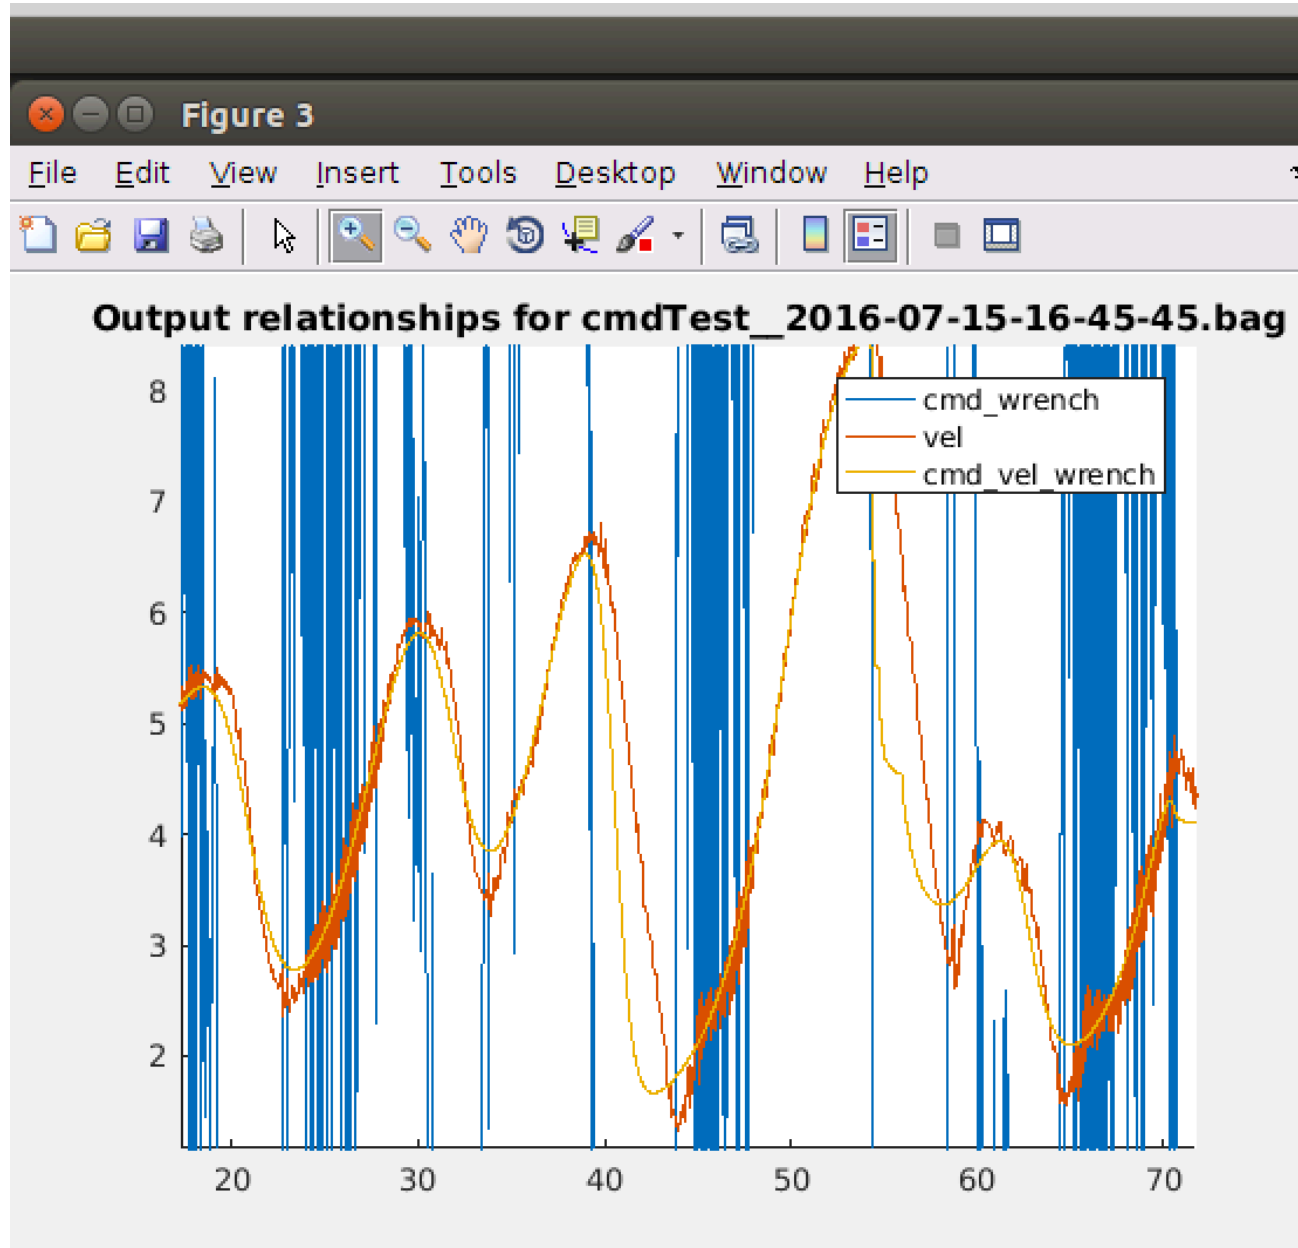 Figure 3
File Edit View Insert Tools Desktop Window Help
Output relationships for cmdTest__2016-07-15-16-45-45.bag
8
7
6
5
4
3
2
cmd_wrench
vel
cmd_vel_wrench
20 30 40 50 60 70